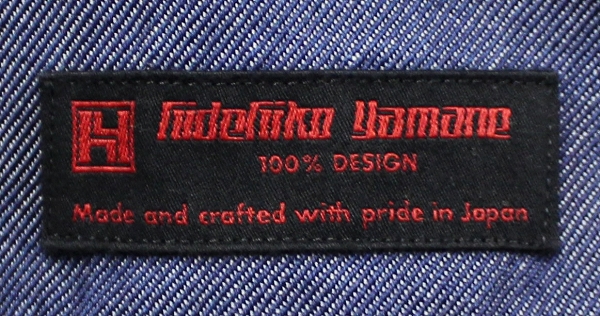 H Hidehiko Yamane
100% DESIGN
Made and crafted with pride in Japan